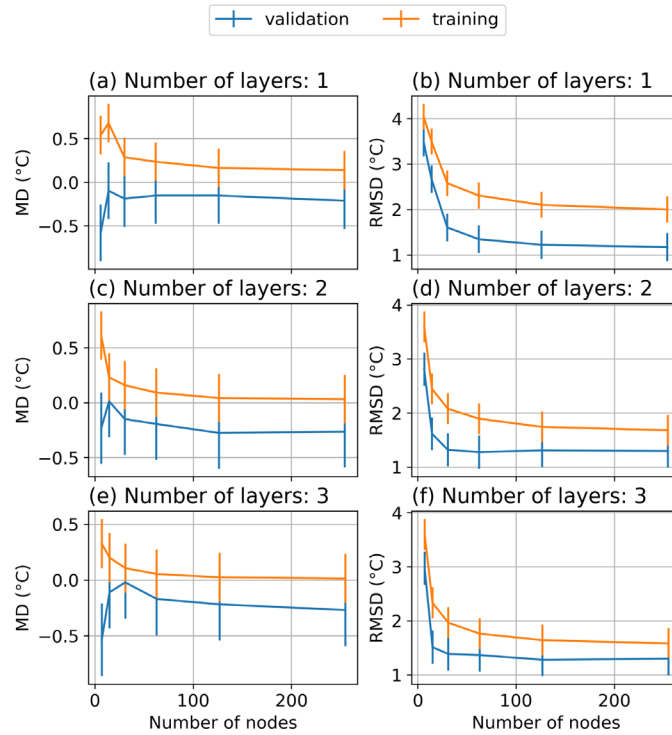 validation training
(a) Number of layers: 1
(b) Number of layers: 1
MD (°C)
0.5
0.0
−0.5
RMSD (°C)
4
3
2
1
(c) Number of layers: 2
(d) Number of layers: 2
MD (°C)
0.5
0.0
−0.5
RMSD (°C)
4
3
2
1
(e) Number of layers: 3
(f) Number of layers: 3
MD (°C)
0.5
0.0
−0.5
RMSD (°C)
4
3
2
1
0 100 200
0 100 200
Number of nodes
Number of nodes